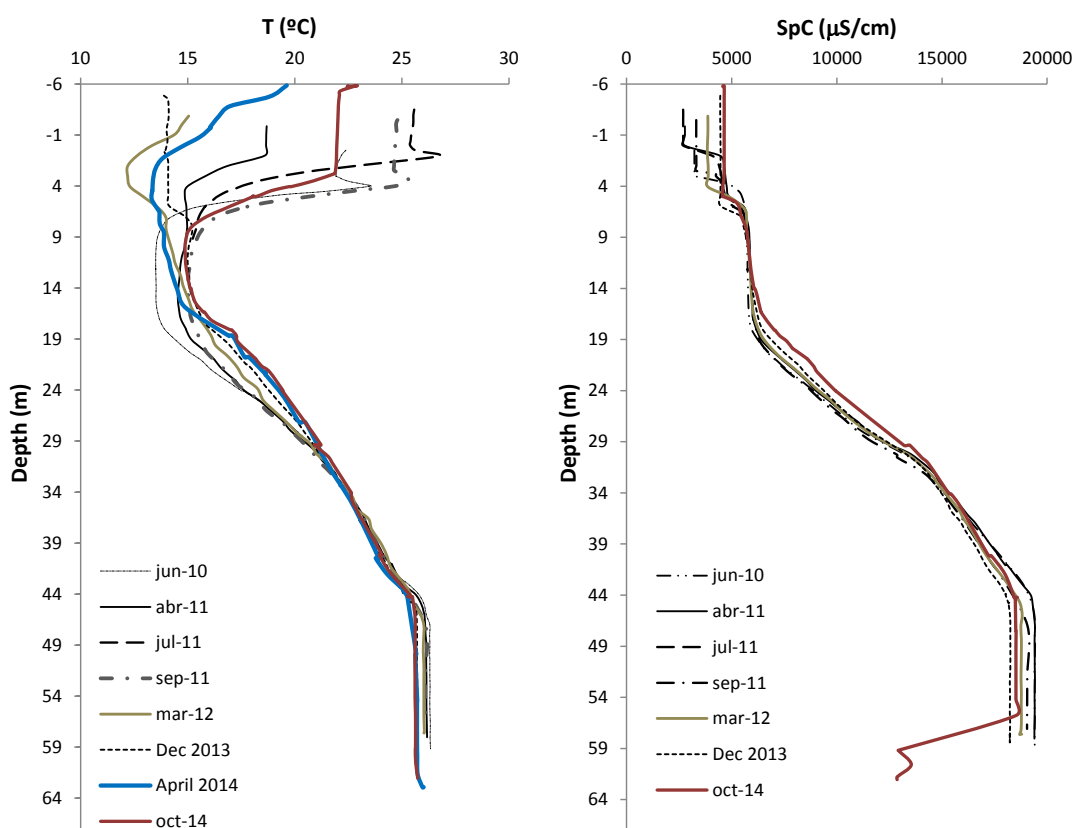 T (ºC)
10 15 20 25 30
-6
-1
4
9
14
19
24
29
34
39
44
49
54
59
64
Depth (m)
jun-10
abr-11
jul-11
sep-11
mar-12
Dec 2013
April 2014
oct-14
SpC (µS/cm)
0 5000 10000 15000 20000
-6
-1
4
9
14
19
24
29
34
39
44
49
54
59
64
Depth (m)
jun-10
abr-11
jul-11
sep-11
mar-12
Dec 2013
oct-14